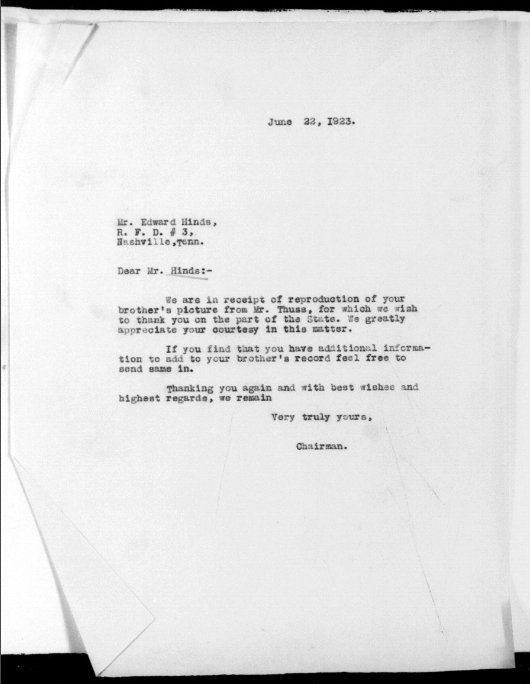 June 22, 1923.
Mr. Edward Hinds,
R. F. D. # 3,
Nashville,Tenn.
Dear Mr. Hinds:-
We are in receipt of reproduction of your
brother's picture from Mr. Thuss, for which we wish
to thank you on the part of the State. We greatly
appreciate your courtesy in this matter.
If you find that you have additional informa-
tion to add to your brother's record feel free to
send same in.
Thanking you again and with best wishes and
highest regards, we remain
Very truly yours,
Chairman.